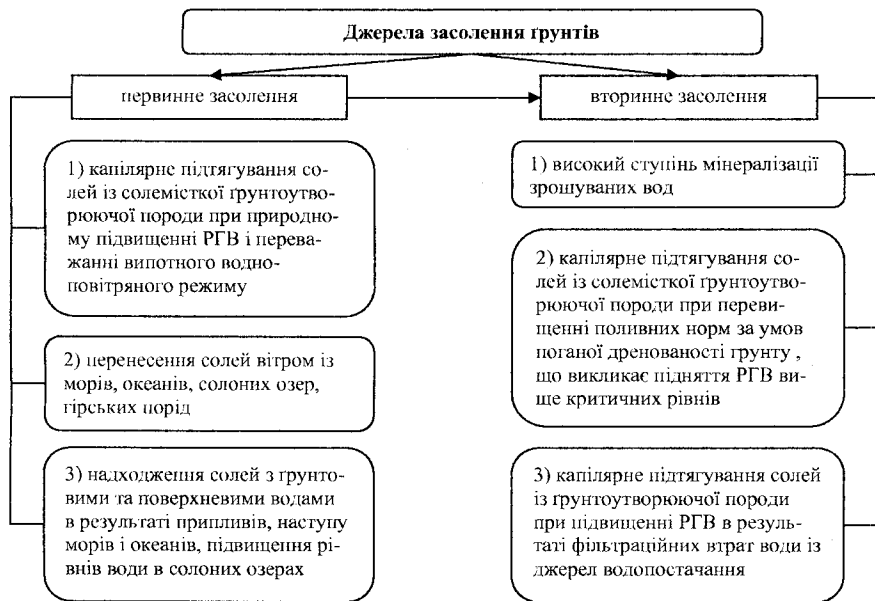 Джерела засолення ґрунтів
первинне засолення
вторинне засолення
1) капілярне підтягування со-
лей із солемісткої ґрунтоутво-
рюючої породи при природно-
му підвищенні РГВ і перева-
жанні випотного водно-
повітряного режиму
2) перенесення солей вітром із
морів, океанів, солоних озер,
гірських порід
3) надходження солей з ґрунто-
вими та поверхневими водами
в результаті припливів, наступу
морів і океанів, підвищення рі-
внів води в солоних озерах
1) високий ступінь мінералізації
зрошуваних вод
2) капілярне підтягування со-
лей із солемісткої ґрунтоутво-
рюючої породи при переви-
щенні поливних норм за умов
поганої дренованості ґрунту ,
що викликає підняття РГВ ви-
ще критичних рівнів
3) капілярне підтягування солей
із ґрунтоутворюючої породи
при підвищенні РГВ в резуль-
таті фільтраційних втрат води із
джерел водопостачання